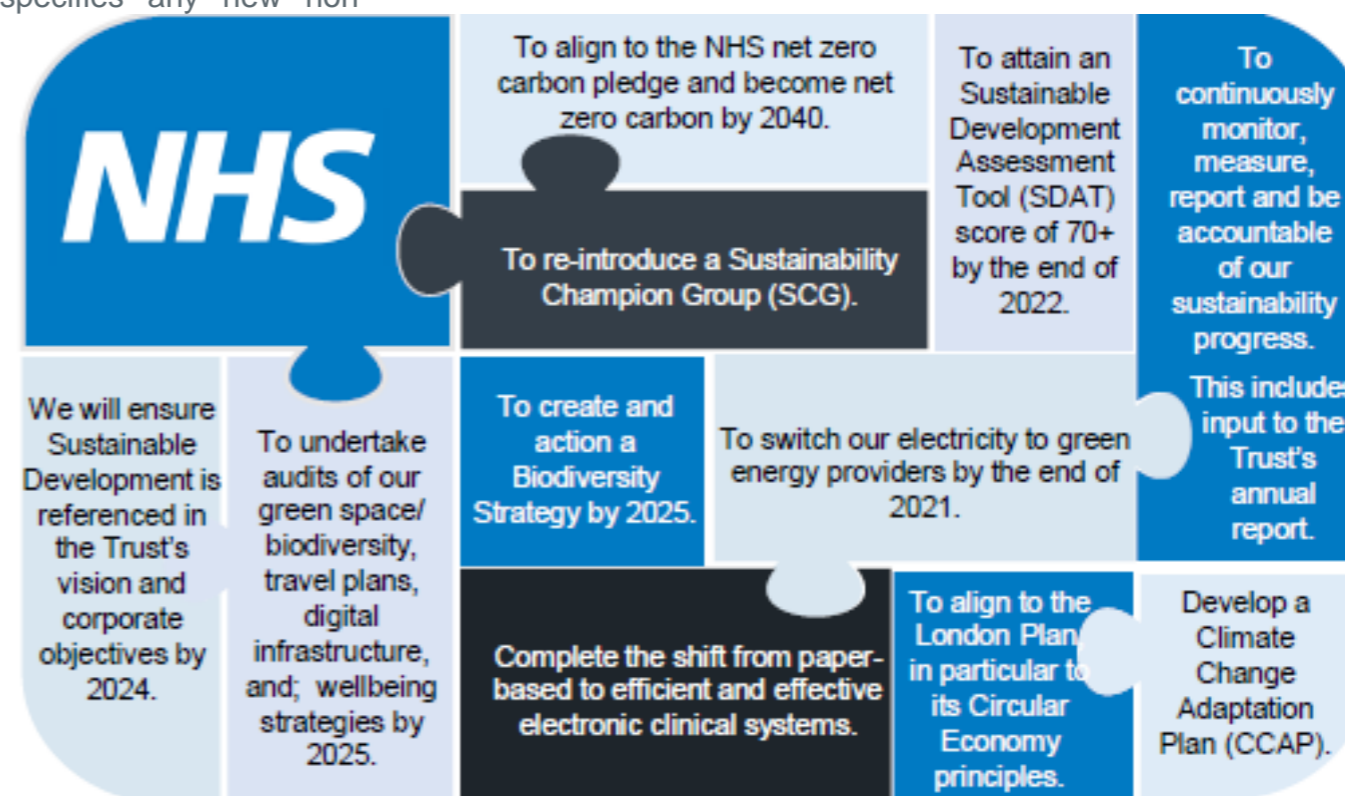 specifies any new non
NHS
To align to the NHS net zero
carbon pledge and become net
zero carbon by 2040.
To attain an
Sustainable
Development
Assessment
Tool (SDAT)
score of 70+
by the end of
2022.
To
continuously
monitor,
measure,
report and be
accountable
of our
sustainability
progress.
This includes
input to the
Trust's
annual
report.
To re-introduce a Sustainability
Champion Group (SCG).
We will ensure
Sustainable
Development is
referenced in
the Trust's
vision and
corporate
objectives by
2024.
To undertake
audits of our
green space/
biodiversity,
travel plans,
digital
infrastructure,
and; wellbeing
strategies by
2025.
To create and
action a
Biodiversity
Strategy by 2025.
To switch our electricity to green
energy providers by the end of
2021.
Complete the shift from paper-
based to efficient and effective
electronic clinical systems.
To align to the
London Plan,
in particular to
its Circular
Economy
principles.
Develop a
Climate
Change
Adaptation
Plan (CCAP).